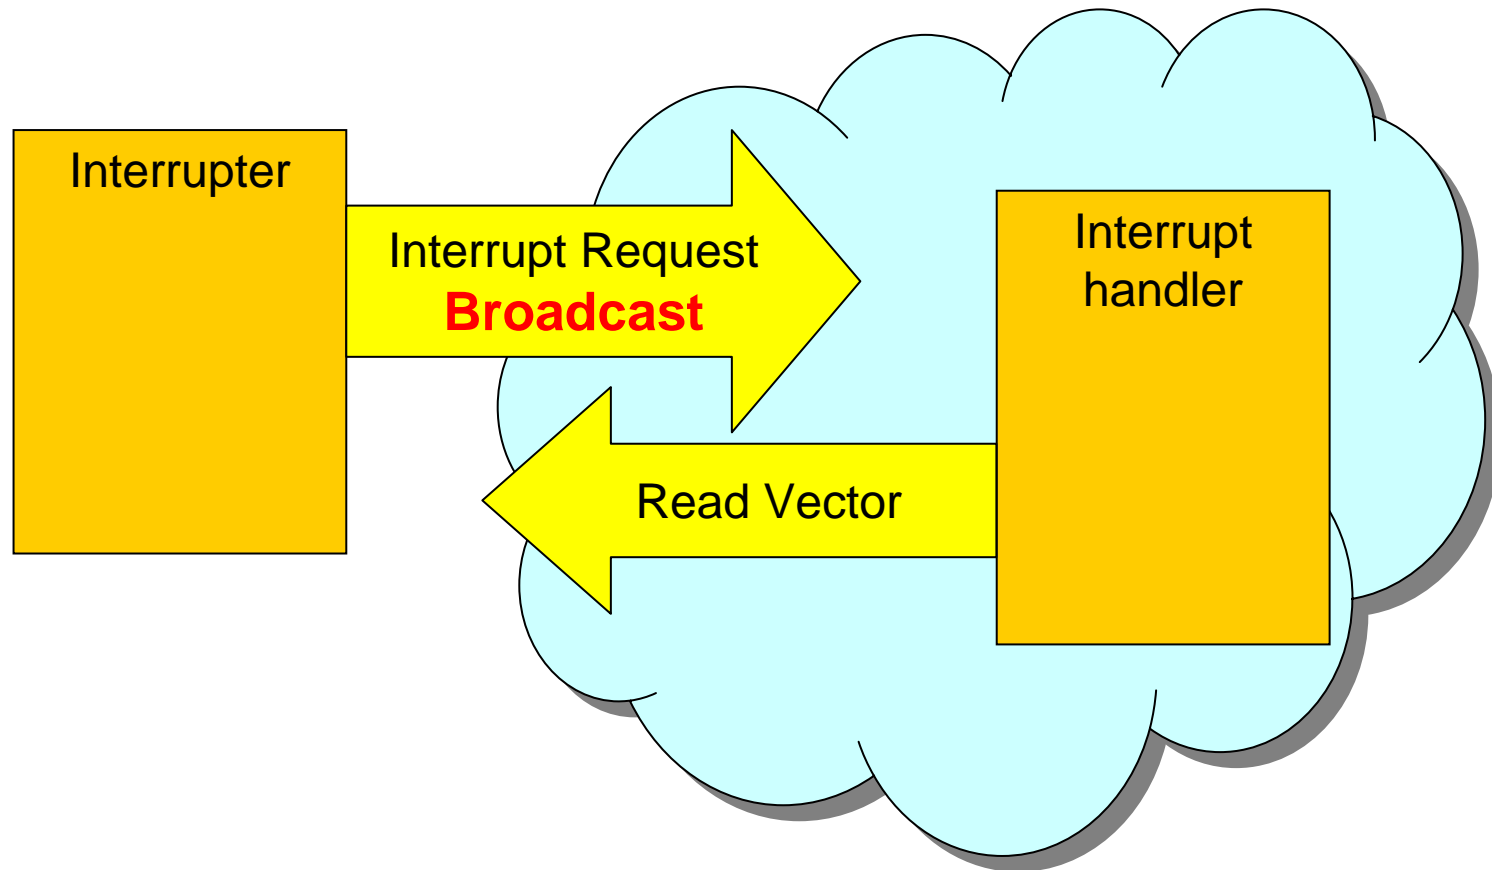 Interrupter
Interrupt Request
Broadcast
Interrupt
handler
Read Vector